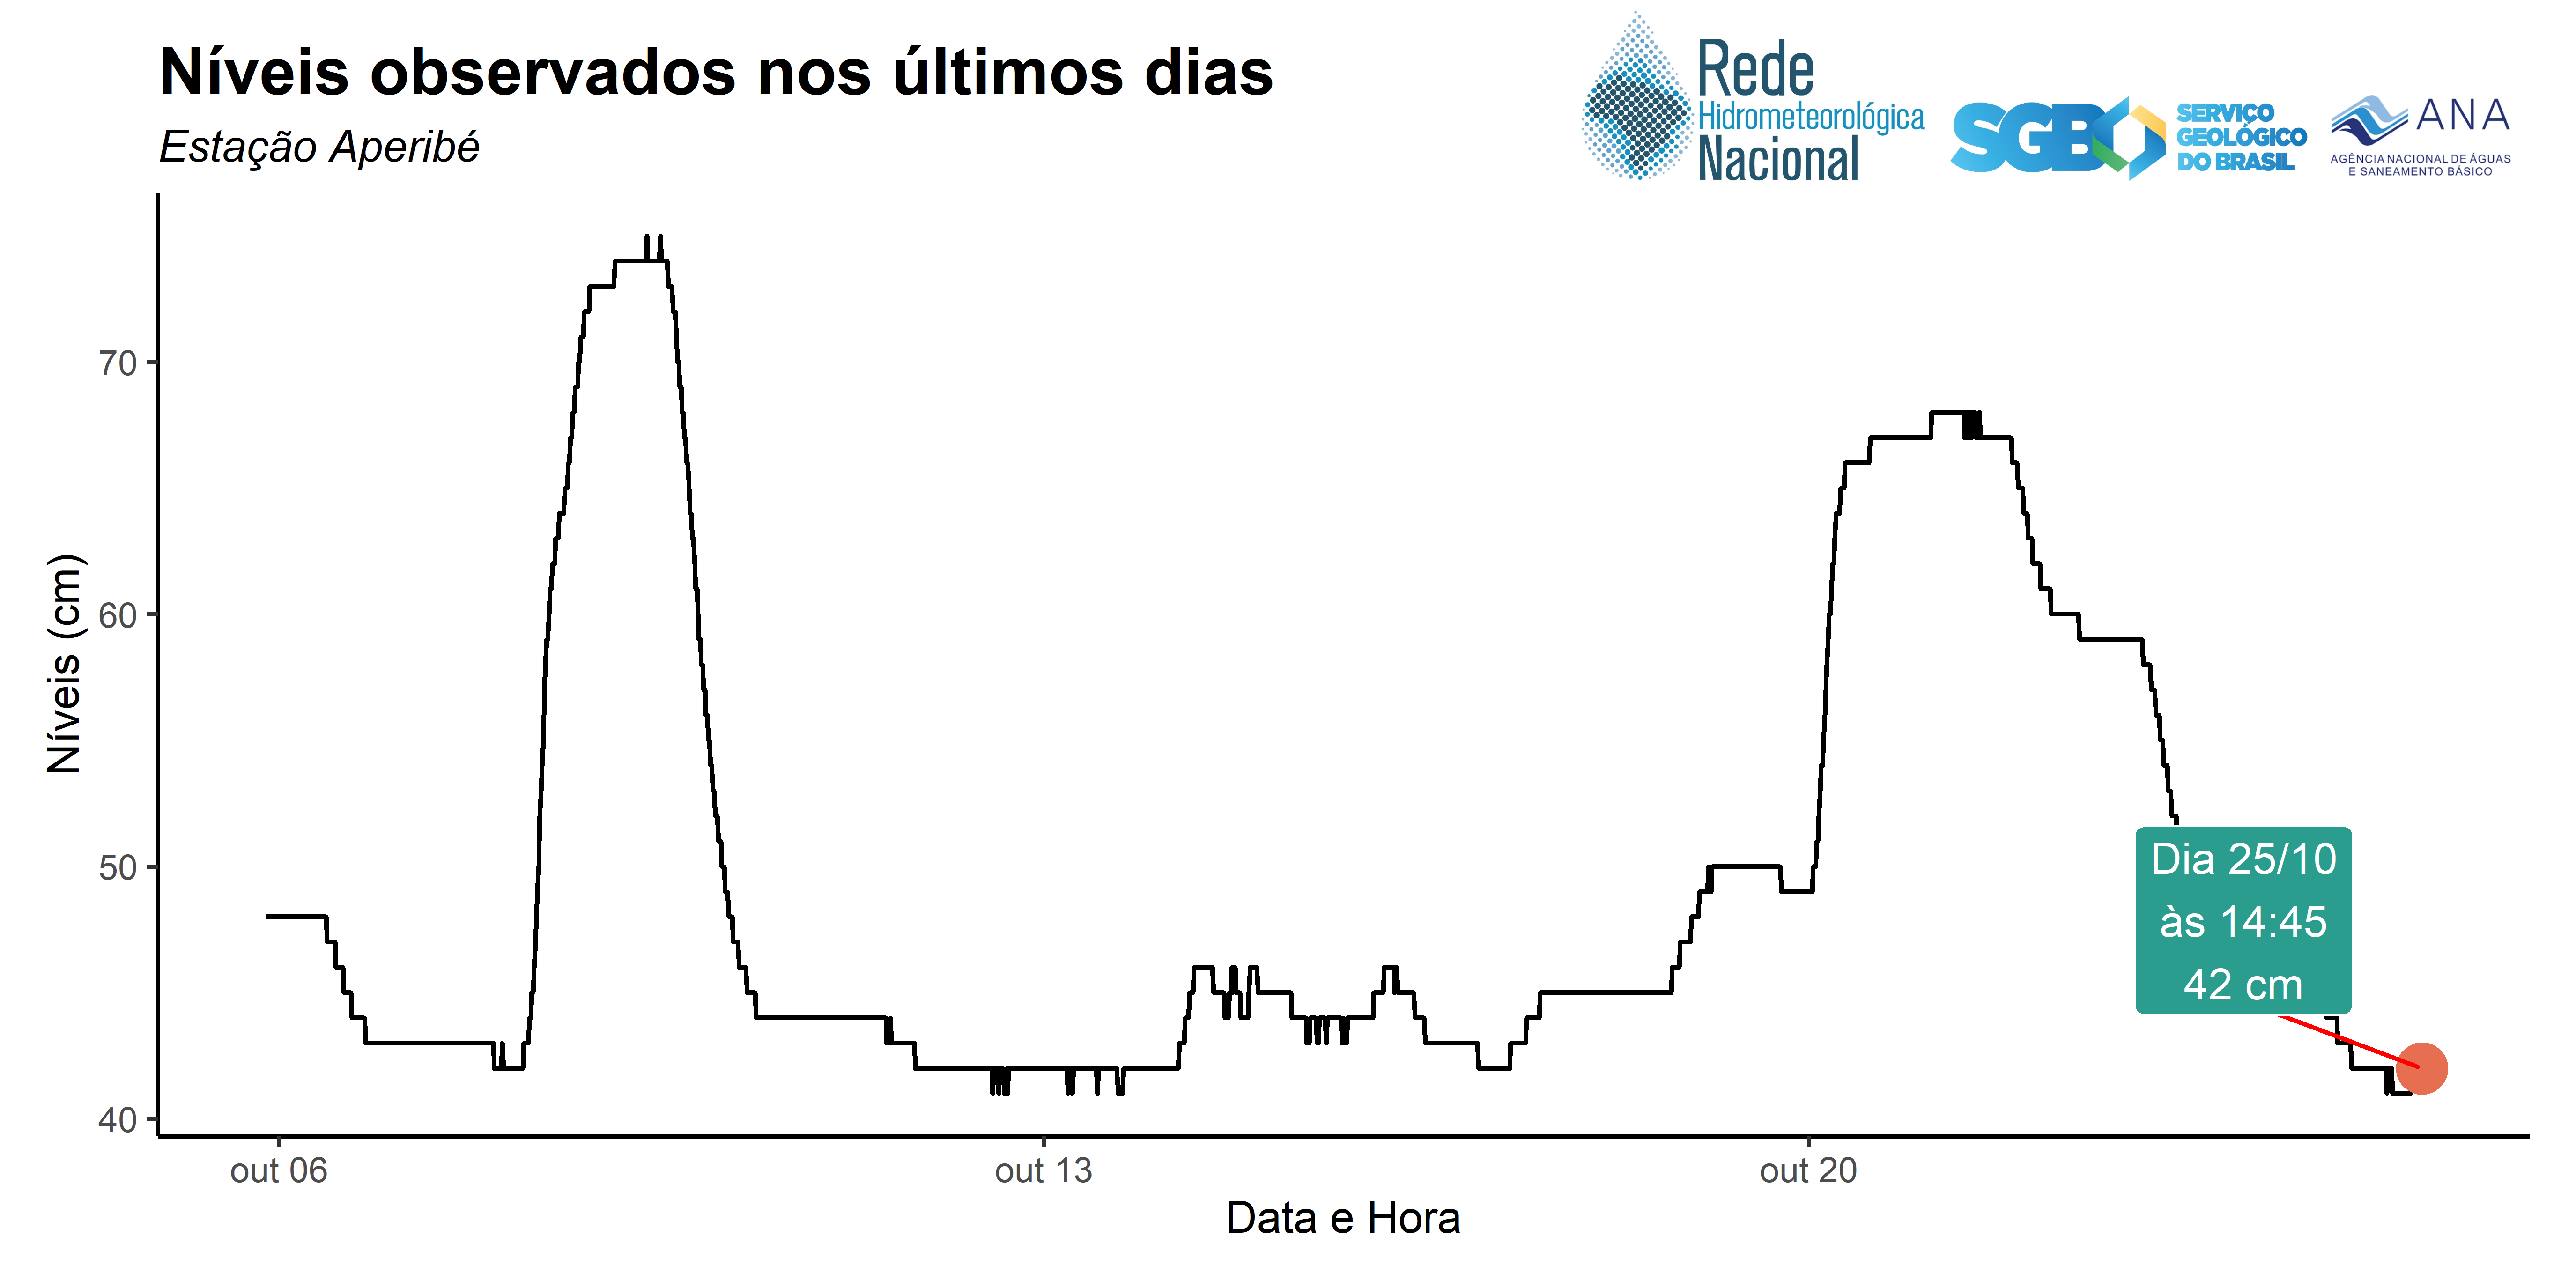 Níveis observados nos últimos dias
Estação Aperibé
Rede
Hidrometeorológica
Nacional
SGB
SERVIÇO
GEOLÓGICO
DO BRASIL
ANA
AGÊNCIA NACIONAL DE ÁGUAS
E SANEAMENTO BÁSICO
Níveis (cm)
70
60
50
40
Dia 25/10
às 14:45
42 cm
out 06
out 13
out 20
Data e Hora